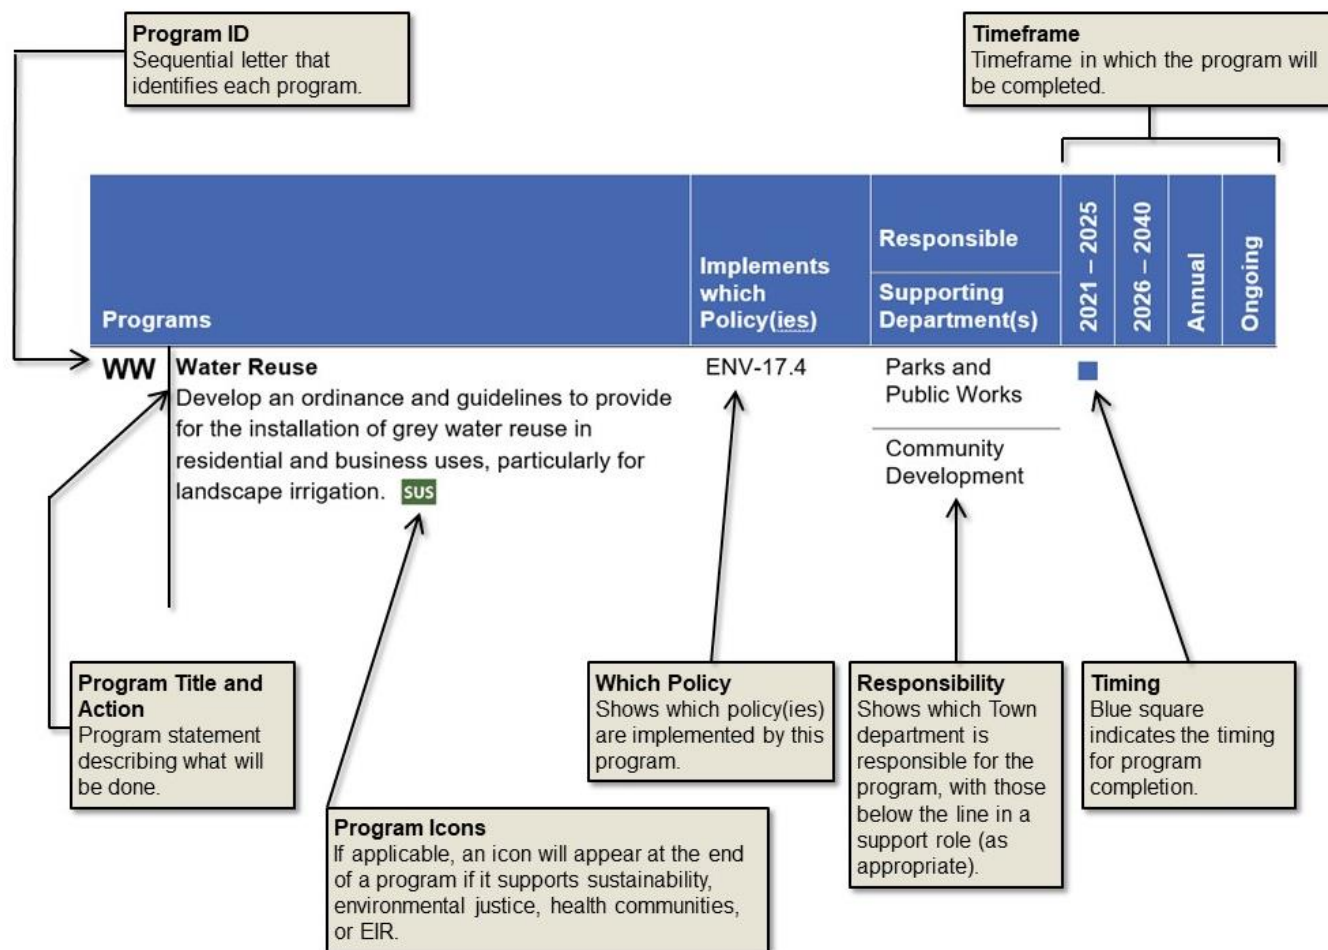 Program ID
Sequential letter that
identifies each program.
Timeframe
Timeframe in which the program will
be completed.
Programs
Implements
which
Policy(ies)
Responsible
Supporting
Department(s)
2021 – 2025
2026 – 2040
Annual
Ongoing
WW
Water Reuse
Develop an ordinance and guidelines to provide
for the installation of grey water reuse in
residential and business uses, particularly for
landscape irrigation. SUS
ENV-17.4
Parks and
Public Works
Community
Development
Program Title and
Action
Program statement
describing what will
be done.
Program Icons
If applicable, an icon will appear at the end
of a program if it supports sustainability,
environmental justice, health communities,
or EIR.
Which Policy
Shows which policy(ies)
are implemented by this
program.
Responsibility
Shows which Town
department is
responsible for the
program, with those
below the line in a
support role (as
appropriate).
Timing
Blue square
indicates the timing
for program
completion.